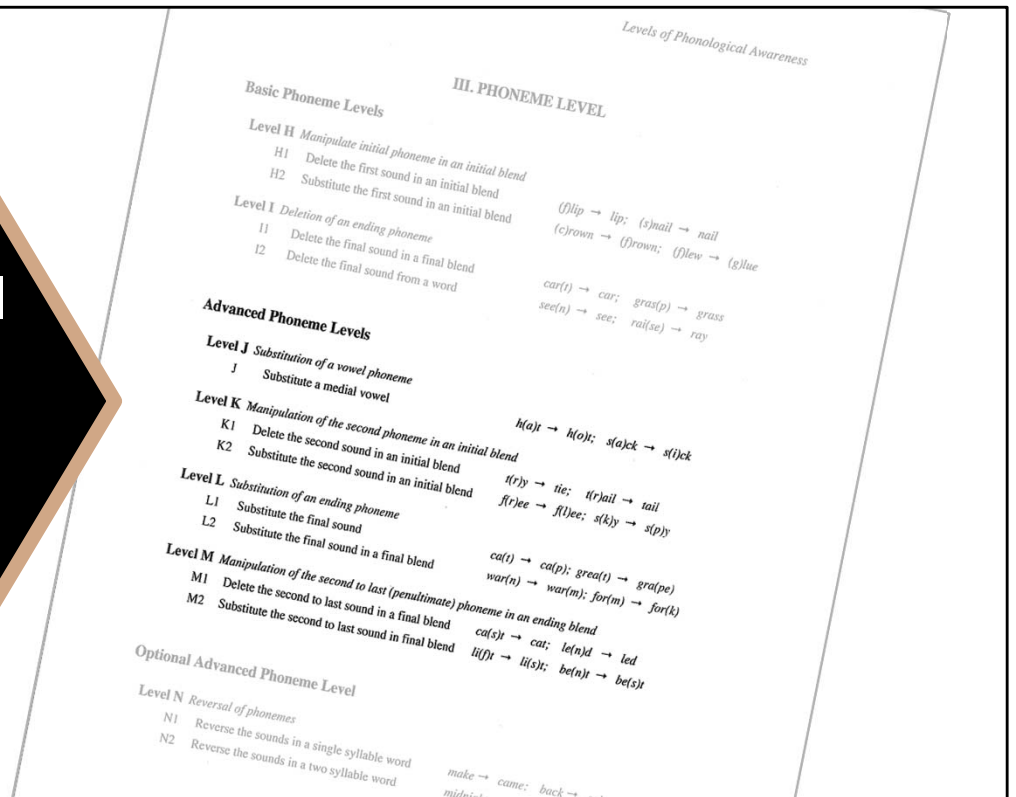 Levels of Phonological Awareness
III. PHONEME LEVEL
Basic Phoneme Levels
Level H Manipulate initial phoneme in an initial blend
H1 Delete the first sound in an initial blend (f)lip → lip; (s)nail → nail
H2 Substitute the first sound in an initial blend (c)rown → (f)rown; (f)lew → (g)lue
Level I Deletion of an ending phoneme
I1 Delete the final sound in a final blend car(t) → car; gras(p) → grass
I2 Delete the final sound from a word see(n) → see; rai(se) → ray
Advanced Phoneme Levels
Level J Substitution of a vowel phoneme
J Substitute a medial vowel h(a)t → h(o)t; s(a)ck → s(i)ck
Level K Manipulation of the second phoneme in an initial blend
K1 Delete the second sound in an initial blend t(r)y → tie; t(r)ail → tail
K2 Substitute the second sound in an initial blend f(r)ee → f(l)ee; s(k)y → s(p)y
Level L Substitution of an ending phoneme
L1 Substitute the final sound ca(t) → ca(p); grea(t) → gra(pe)
L2 Substitute the final sound in a final blend war(n) → war(m); for(m) → for(k)
Level M Manipulation of the second to last (penultimate) phoneme in an ending blend
M1 Delete the second to last sound in a final blend ca(s)t → cat; le(n)d → led
M2 Substitute the second to last sound in final blend li(f)t → li(s)t; be(n)t → be(s)t
Optional Advanced Phoneme Level
Level N Reversal of phonemes
N1 Reverse the sounds in a single syllable word make → came; back →
N2 Reverse the sounds in a two syllable word